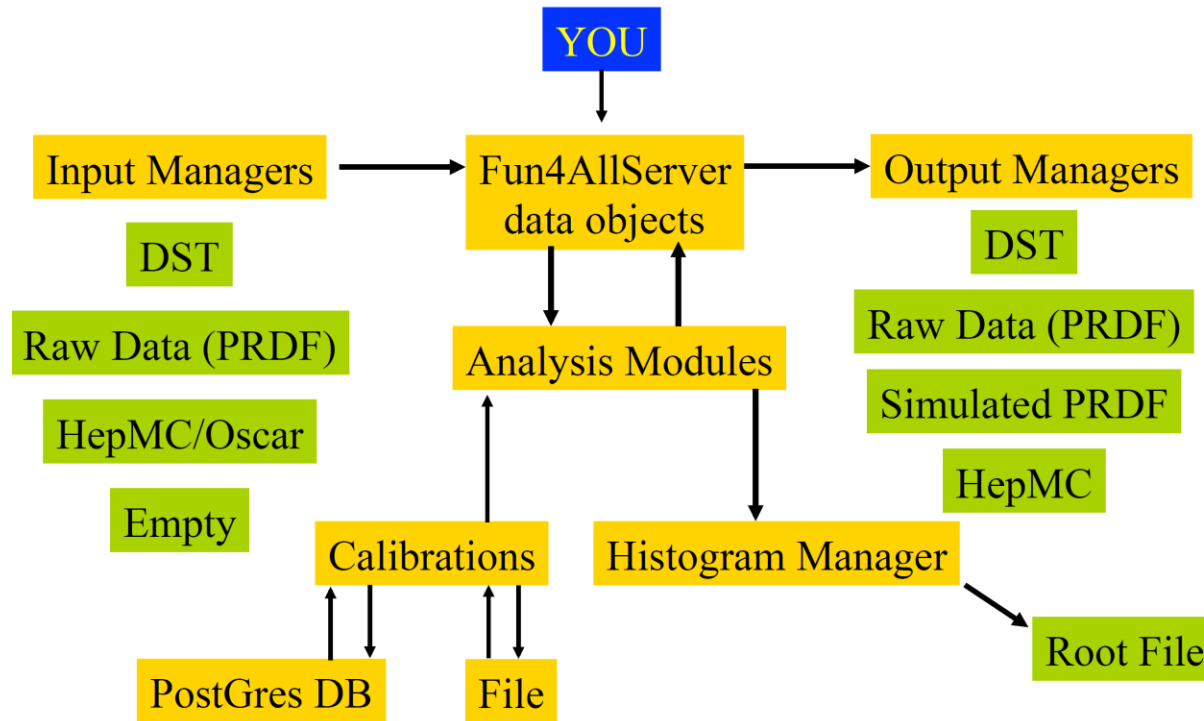 YOU
Input Managers
Fun4AllServer
data objects
Output Managers
DST
Raw Data (PRDF)
HepMC/Oscar
Empty
DST
Raw Data (PRDF)
Simulated PRDF
HepMC
Analysis Modules
Calibrations
Histogram Manager
PostGres DB
File
Root File